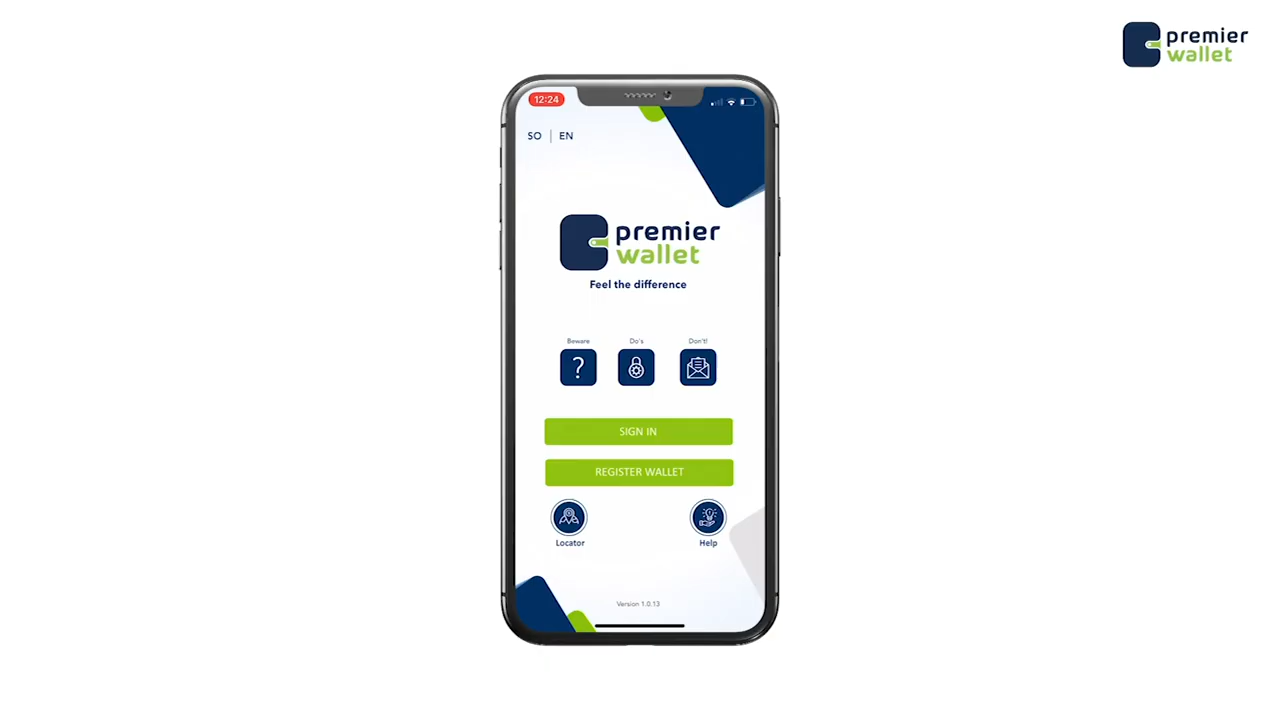 premier
wallet
12:24
SO | EN
premier
wallet
Feel the difference
Beware Do's Don't!
?
SIGN IN
REGISTER WALLET
Locator Help
Version 1.0.13